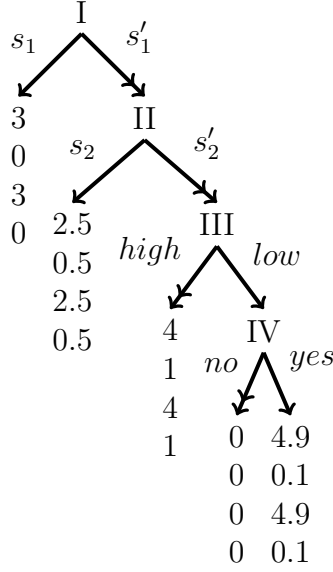 I
s₁ s′₁
3 II
0
3
0
s₂ s′₂
2.5 III
0.5
2.5
0.5
high low
4 IV
1
4
1
no yes
0 4.9
0 0.1
0 4.9
0 0.1